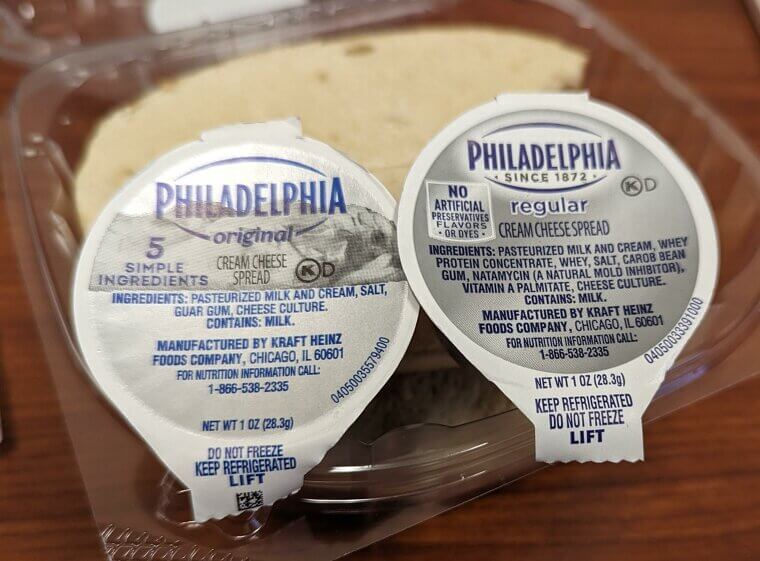 PHILADELPHIA
original
5
SIMPLE
INGREDIENTS
CREAM CHEESE
SPREAD
K D
INGREDIENTS: PASTEURIZED MILK AND CREAM, SALT,
GUAR GUM, CHEESE CULTURE.
CONTAINS: MILK.
MANUFACTURED BY KRAFT HEINZ
FOODS COMPANY, CHICAGO, IL 60601
FOR NUTRITION INFORMATION CALL:
1-866-538-2335
04050035579400
NET WT 1 OZ (28.3g)
DO NOT FREEZE
KEEP REFRIGERATED
LIFT
PHILADELPHIA
• SINCE 1872 •
K D
regular
NO
ARTIFICIAL
PRESERVATIVES
FLAVORS
• OR DYES •
CREAM CHEESE SPREAD
INGREDIENTS: PASTEURIZED MILK AND CREAM, WHEY
PROTEIN CONCENTRATE, WHEY, SALT, CAROB BEAN
GUM, NATAMYCIN (A NATURAL MOLD INHIBITOR),
VITAMIN A PALMITATE, CHEESE CULTURE.
CONTAINS: MILK.
MANUFACTURED BY KRAFT HEINZ
FOODS COMPANY, CHICAGO, IL 60601
FOR NUTRITION INFORMATION CALL:
1-866-538-2335
04050033391000
NET WT 1 OZ (28.3g)
KEEP REFRIGERATED
DO NOT FREEZE
LIFT